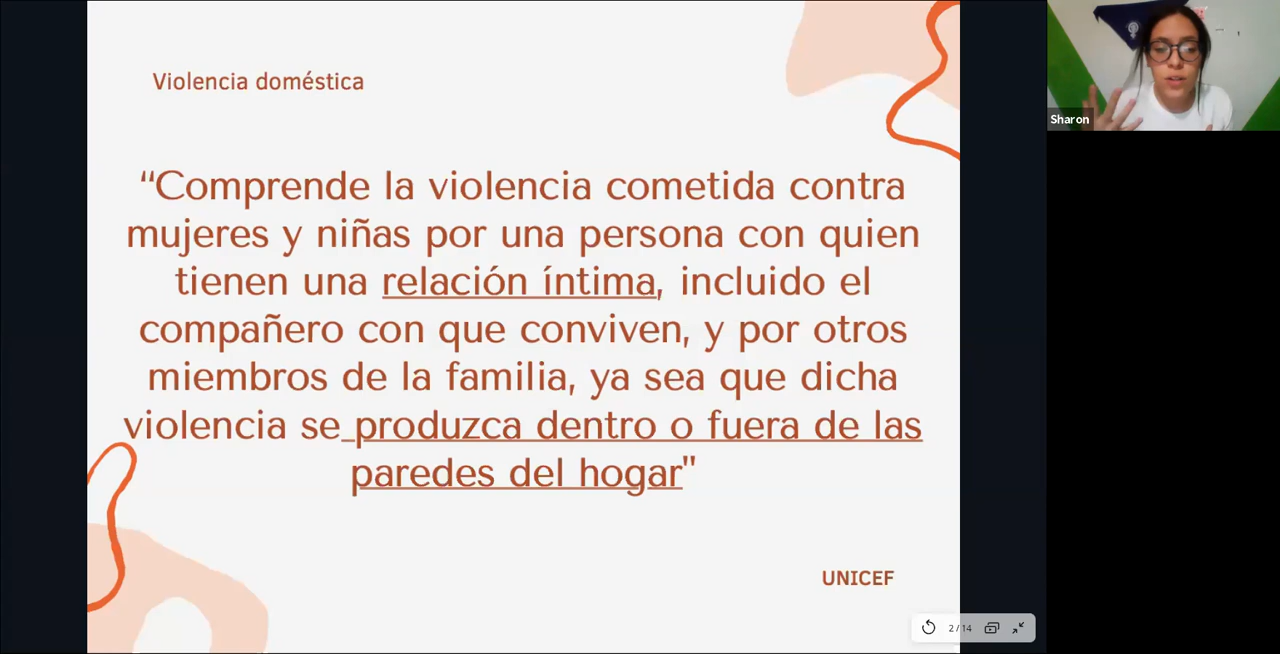 Violencia doméstica
“Comprende la violencia cometida contra
mujeres y niñas por una persona con quien
tienen una relación íntima, incluido el
compañero con que conviven, y por otros
miembros de la familia, ya sea que dicha
violencia se produzca dentro o fuera de las
paredes del hogar"
UNICEF
2 / 14
Sharon